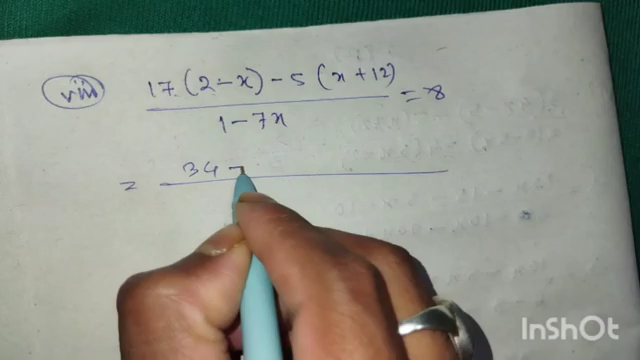 viii 17 (2 - x) - 5 (x + 12)
1 - 7x
= 8
= 34 -
InShOt